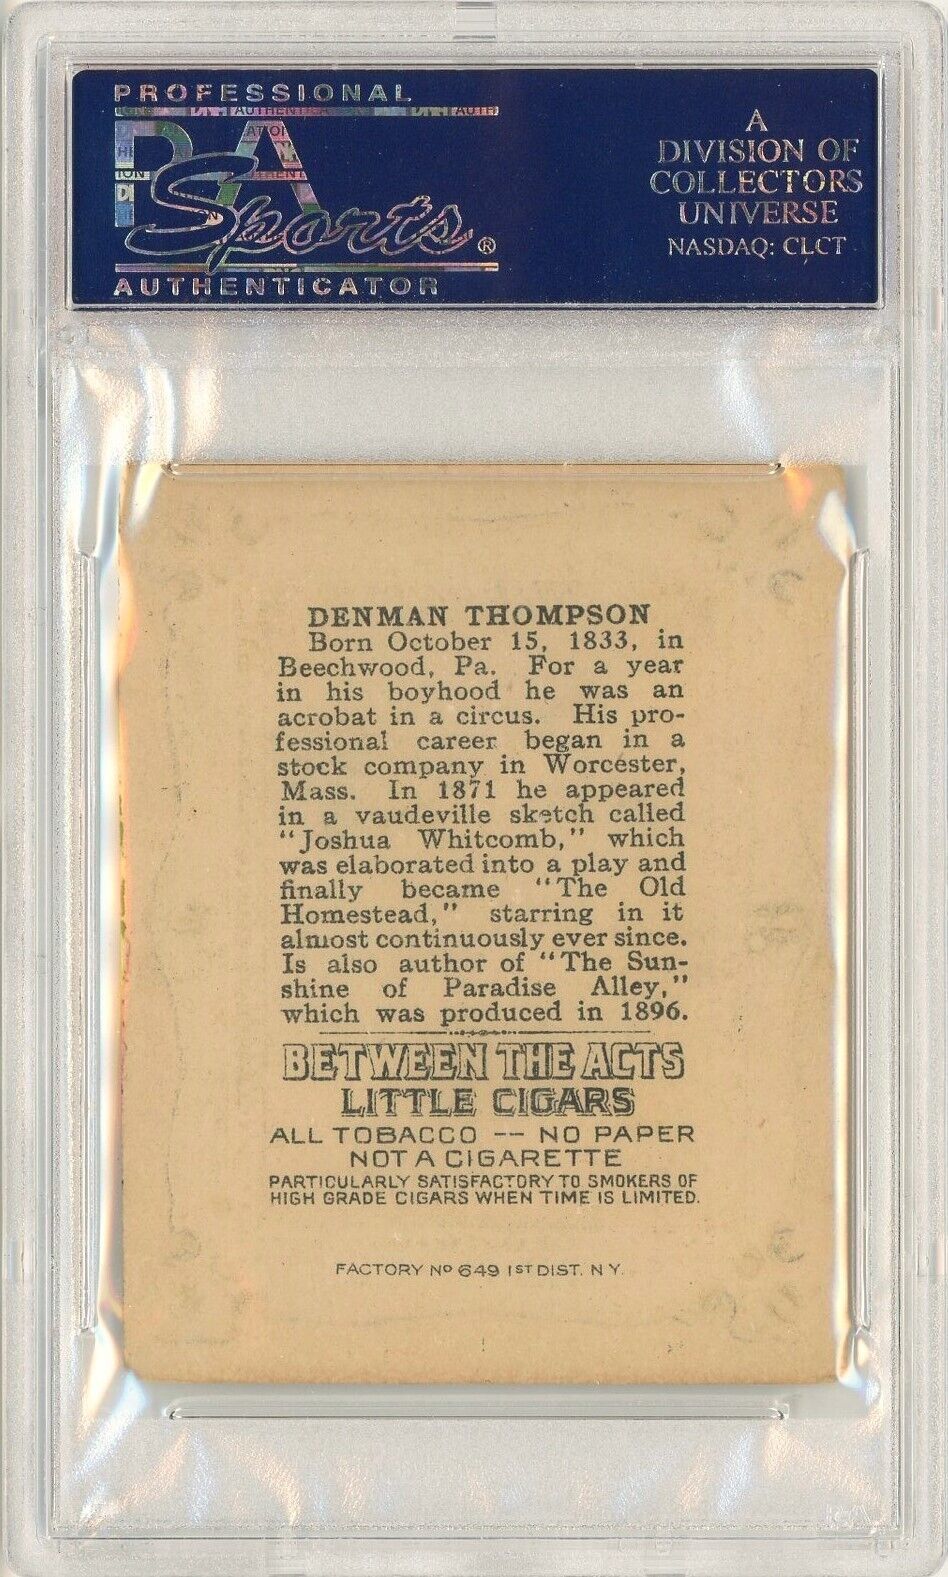 PROFESSIONAL
PSA
Sports®
AUTHENTICATOR
A
DIVISION OF
COLLECTORS
UNIVERSE
NASDAQ: CLCT
DENMAN THOMPSON
Born October 15, 1833, in
Beechwood, Pa. For a year
in his boyhood he was an
acrobat in a circus. His pro-
fessional career began in a
stock company in Worcester,
Mass. In 1871 he appeared
in a vaudeville sketch called
"Joshua Whitcomb," which
was elaborated into a play and
finally became "The Old
Homestead," starring in it
almost continuously ever since.
Is also author of "The Sun-
shine of Paradise Alley,"
which was produced in 1896.
BETWEEN THE ACTS
LITTLE CIGARS
ALL TOBACCO -- NO PAPER
NOT A CIGARETTE
PARTICULARLY SATISFACTORY TO SMOKERS OF
HIGH GRADE CIGARS WHEN TIME IS LIMITED.
FACTORY Nº 649 1ST DIST. N Y.